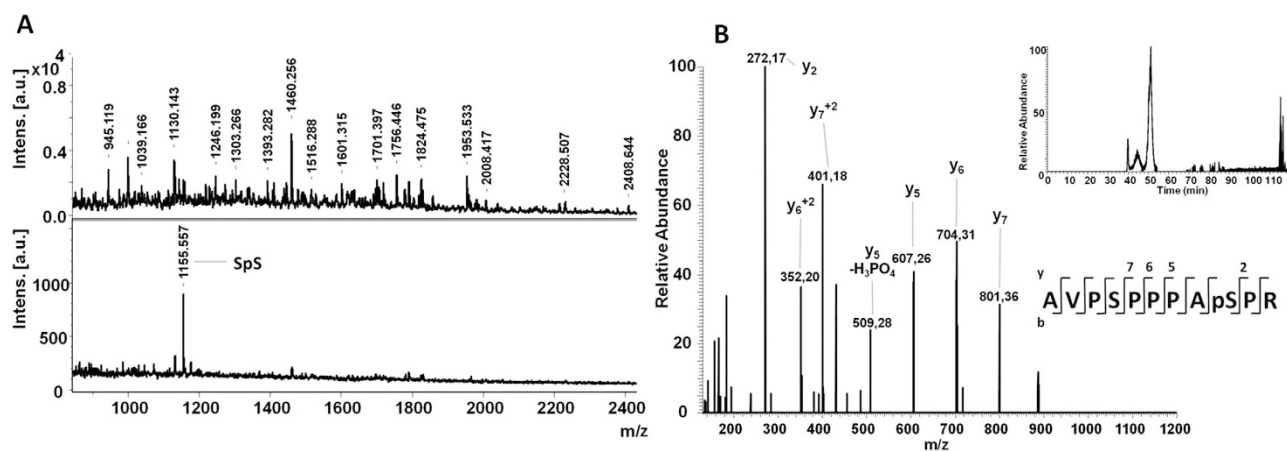 A
Intens. [a.u.]
x10
4
0.8
0.4
0.0
945.119
1039.166
1130.143
1246.199
1303.266
1393.282
1460.256
1516.288
1601.315
1701.397
1756.446
1824.475
1953.533
2008.417
2228.507
2408.644
Intens. [a.u.]
1000
500
0
1155.557
SpS
1000 1200 1400 1600 1800 2000 2200 2400
m/z
B
Relative Abundance
100
80
60
40
20
0
272,17 y2
y7+2
401,18
y6+2
352,20
y5
-H3PO4
509,28
y5
607,26
y6
704,31
y7
801,36
200 300 400 500 600 700 800 900 1000 1100 1200
m/z
Relative Abundance
100
50
0
0 10 20 30 40 50 60 70 80 90 100 110
Time (min)
7 6 5 2
y
A V P S P P P A pS P R
b